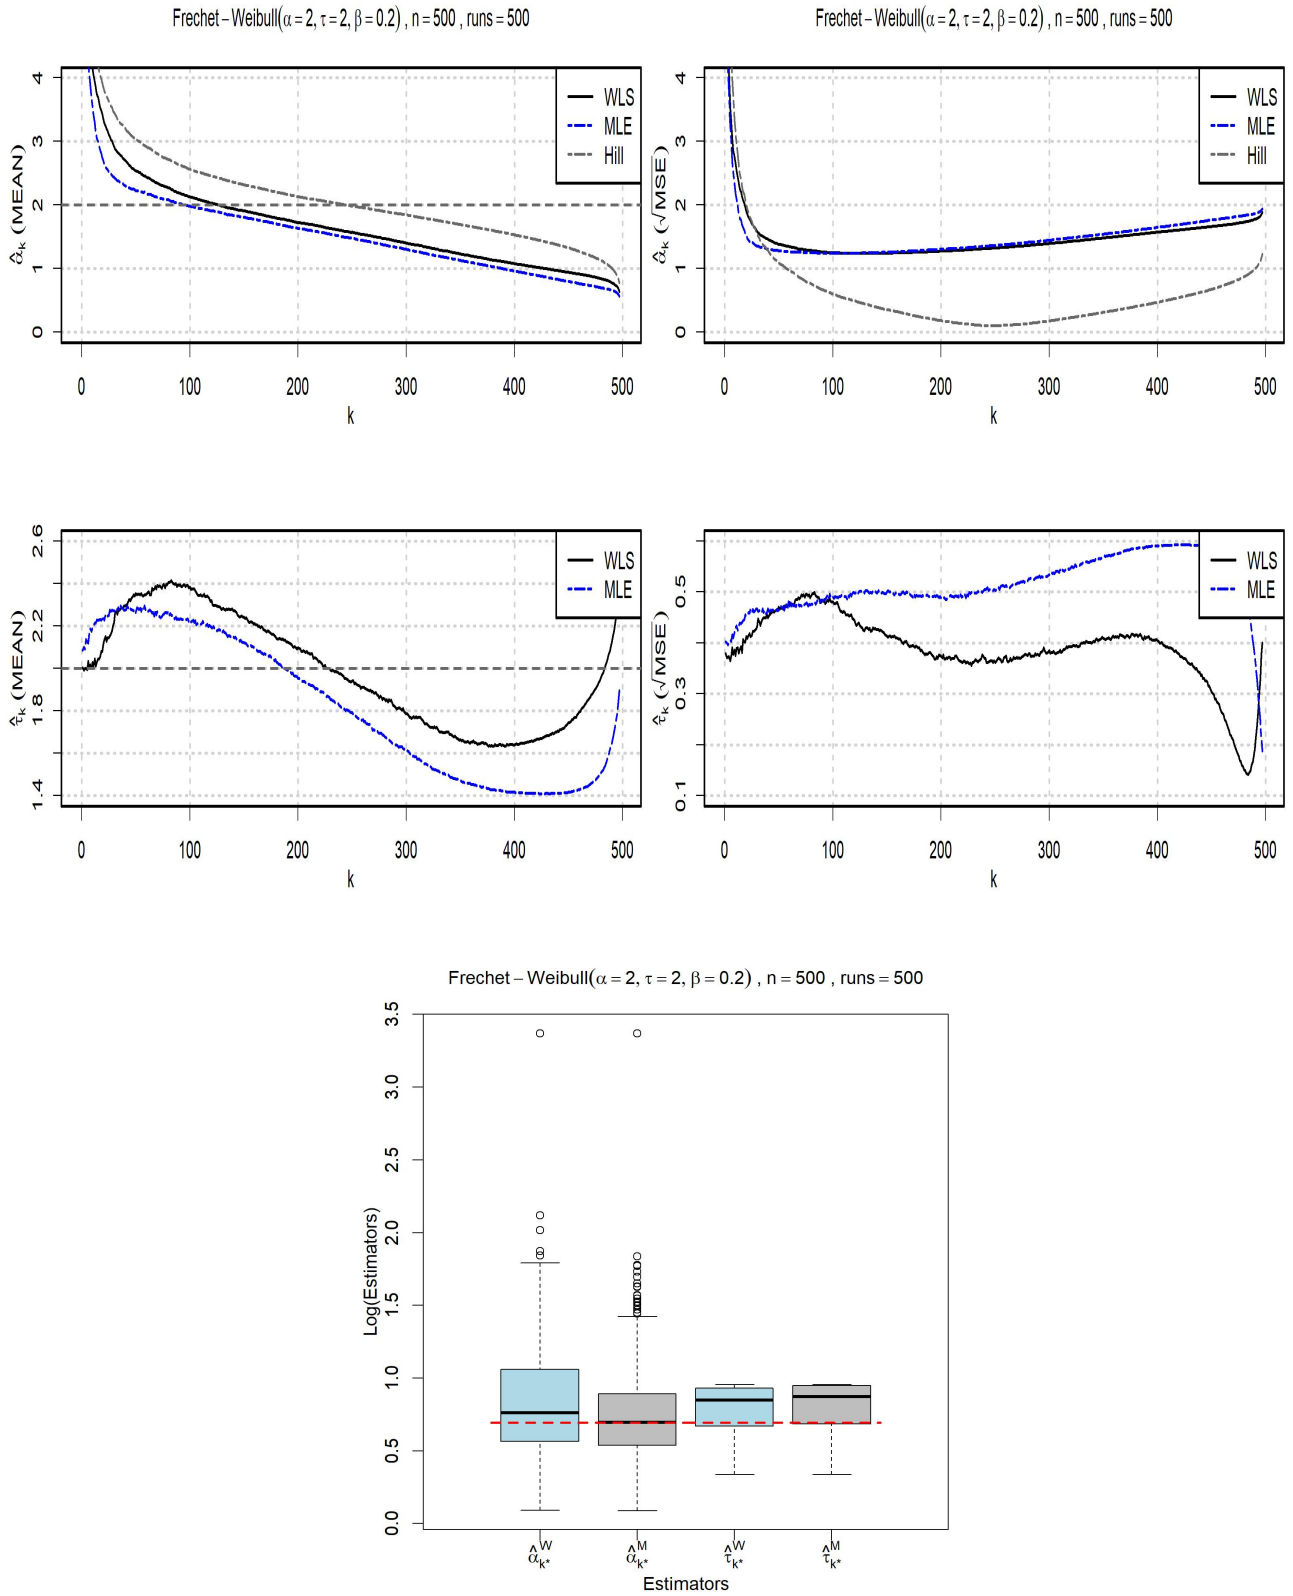 Frechet – Weibull(α = 2, τ = 2, β = 0.2) , n = 500 , runs = 500
α̂k (MEAN)
4
3
2
1
0
WLS
MLE
Hill
0 100 200 300 400 500
k
Frechet – Weibull(α = 2, τ = 2, β = 0.2) , n = 500 , runs = 500
α̂k (√MSE)
4
3
2
1
0
WLS
MLE
Hill
0 100 200 300 400 500
k
τ̂k (MEAN)
2.6
2.2
1.8
1.4
WLS
MLE
0 100 200 300 400 500
k
τ̂k (√MSE)
0.5
0.3
0.1
WLS
MLE
0 100 200 300 400 500
k
Frechet – Weibull(α = 2, τ = 2, β = 0.2) , n = 500 , runs = 500
Log(Estimators)
3.5
3.0
2.5
2.0
1.5
1.0
0.5
0.0
α̂Wk* α̂Mk* τ̂Wk* τ̂Mk*
Estimators